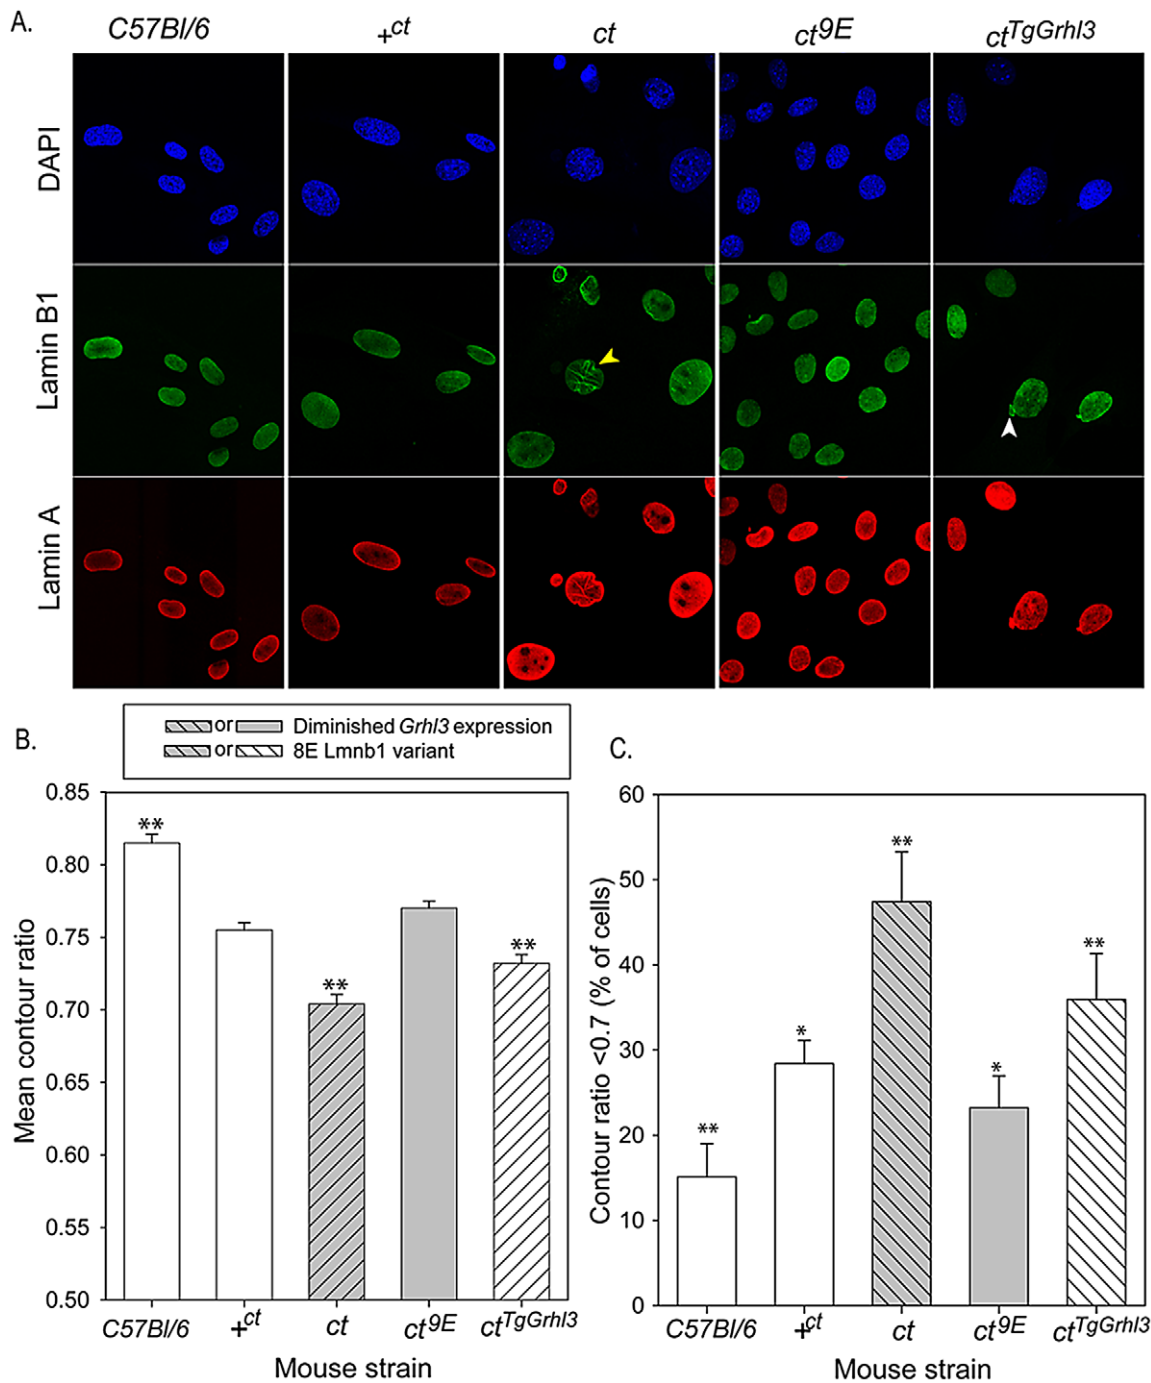 A.
C57Bl/6 +ct ct ct9E ctTgGrhl3
DAPI
Lamin B1
Lamin A
B.
or Diminished Grhl3 expression
or 8E Lmnb1 variant
Mean contour ratio
0.85
0.80
0.75
0.70
0.65
0.60
0.55
0.50
** ** **
C57Bl/6 +ct ct ct9E ctTgGrhl3
Mouse strain
C.
Contour ratio <0.7 (% of cells)
60
50
40
30
20
10
0
** * ** * **
C57Bl/6 +ct ct ct9E ctTgGrhl3
Mouse strain